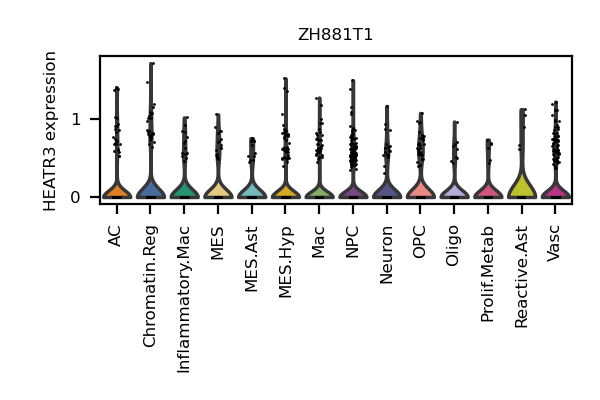 ZH881T1
HEATR3 expression
1
0
AC
Chromatin.Reg
Inflammatory.Mac
MES
MES.Ast
MES.Hyp
Mac
NPC
Neuron
OPC
Oligo
Prolif.Metab
Reactive.Ast
Vasc